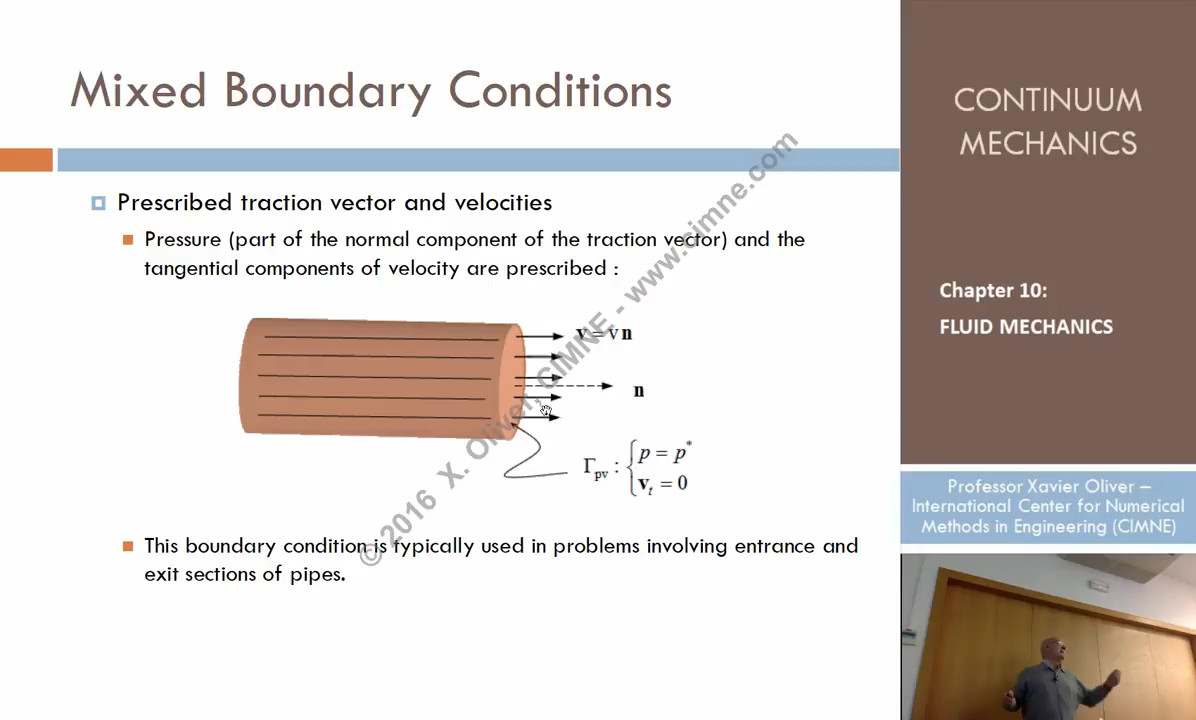 Mixed Boundary Conditions
Prescribed traction vector and velocities
Pressure (part of the normal component of the traction vector) and the
tangential components of velocity are prescribed :
v = v n
n
Γpv : { p = p*
vt = 0
This boundary condition is typically used in problems involving entrance and
exit sections of pipes.
© 2016 X. Oliver, CIMNE - www.cimne.com
CONTINUUM
MECHANICS
Chapter 10:
FLUID MECHANICS
Professor Xavier Oliver –
International Center for Numerical
Methods in Engineering (CIMNE)